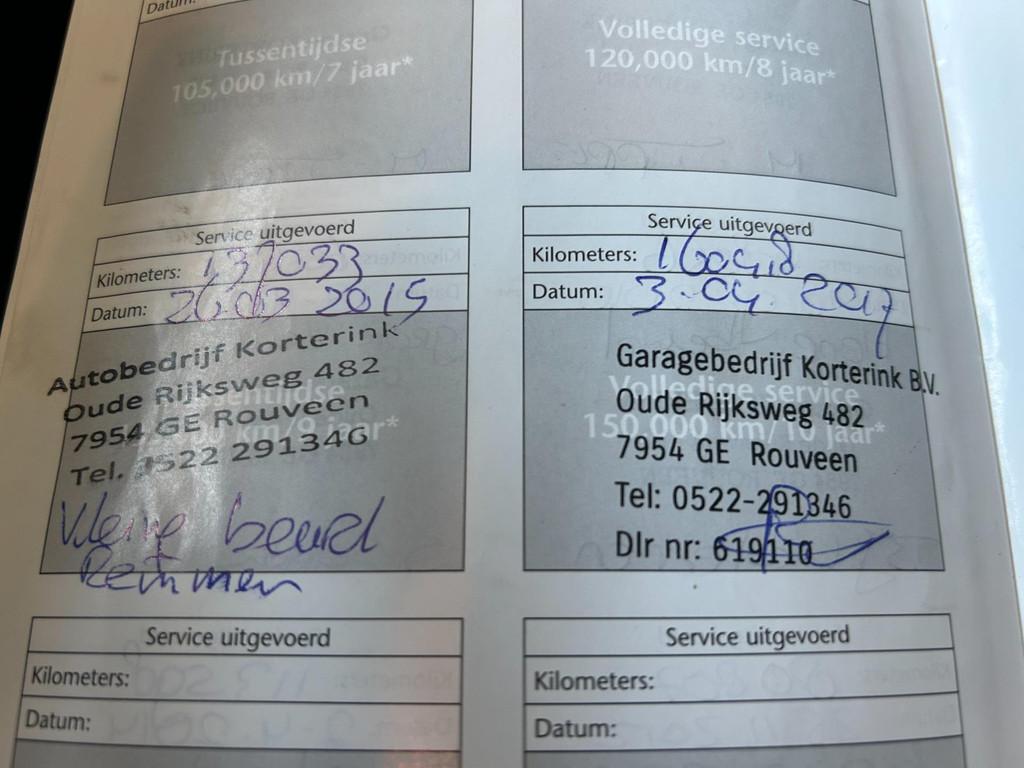 Datum:
Tussentijdse
105,000 km/7 jaar*
Volledige service
120,000 km/8 jaar*
Service uitgevoerd
Kilometers: 137033
Datum: 26.03 2015
Autobedrijf Korterink
Oude Rijksweg 482
7954 GE Rouveen
Tel. 0522 291346
Kleine beurt
Remmen
Service uitgevoerd
Kilometers:
Datum: 3.04. 2017
Garagebedrijf Korterink B.V.
Volledige service
Oude Rijksweg 482
150,000 km/10 jaar*
7954 GE Rouveen
Tel: 0522-291346
Dlr nr: 619110
Service uitgevoerd
Kilometers:
Datum:
Service uitgevoerd
Kilometers:
Datum: